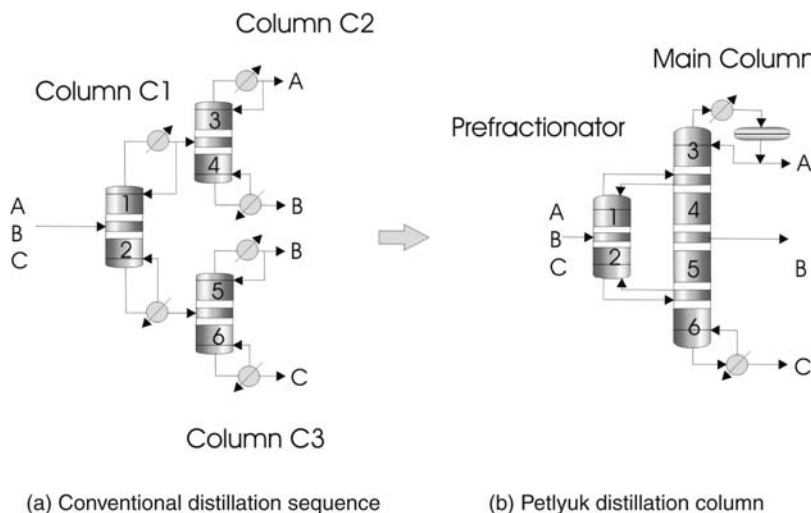 Column C2
Column C1
A
3
4
B
A
B
C
1
2
B
5
6
C
Column C3
(a) Conventional distillation sequence
Main Column
Prefractionator
3
A
4
A
B
C
1
2
B
5
6
C
(b) Petlyuk distillation column